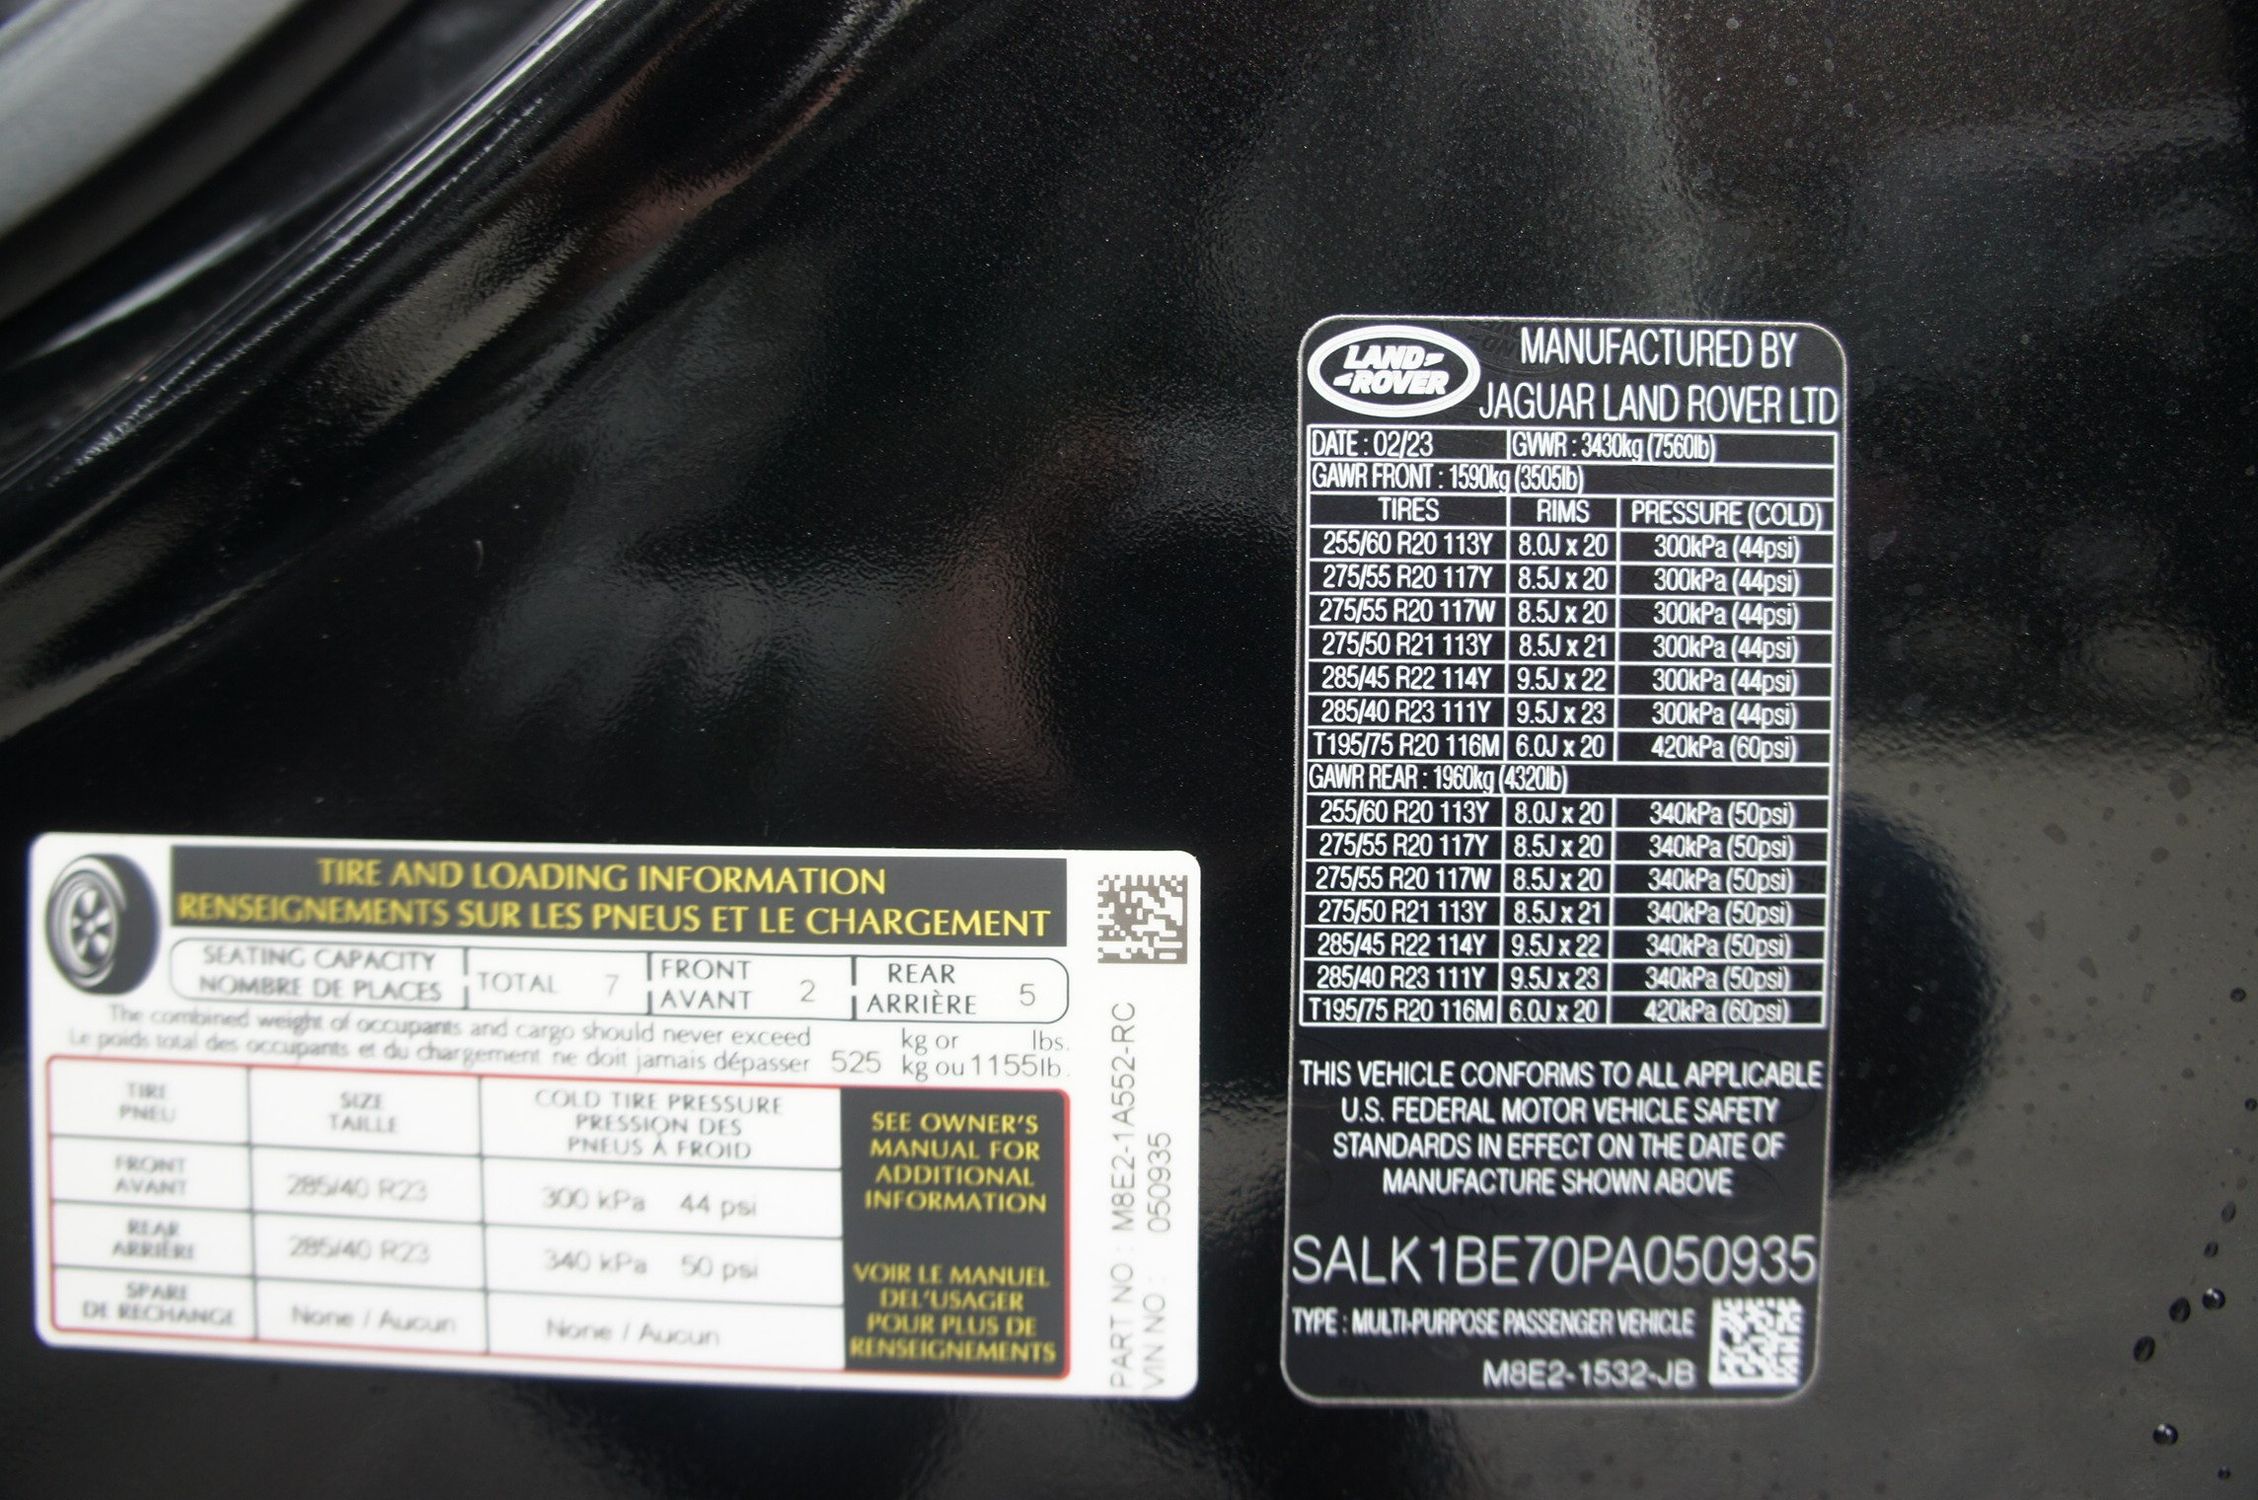 TIRE AND LOADING INFORMATION
RENSEIGNEMENTS SUR LES PNEUS ET LE CHARGEMENT
SEATING CAPACITY
NOMBRE DE PLACES
TOTAL 7
FRONT
AVANT 2
REAR
ARRIÈRE 5
The combined weight of occupants and cargo should never exceed kg or lbs.
Le poids total des occupants et du chargement ne doit jamais dépasser 525 kg ou 1155lb.
TIRE
PNEU
SIZE
TAILLE
COLD TIRE PRESSURE
PRESSION DES
PNEUS À FROID
FRONT
AVANT
285/40 R23
300 kPa 44 psi
REAR
ARRIÈRE
285/40 R23
340 kPa 50 psi
SPARE
DE RECHANGE
None / Aucun
None / Aucun
SEE OWNER'S
MANUAL FOR
ADDITIONAL
INFORMATION
VOIR LE MANUEL
DEL'USAGER
POUR PLUS DE
RENSEIGNEMENTS
PART NO : M8E2-1A552-RC
VIN NO : 050935
LAND
ROVER
MANUFACTURED BY
JAGUAR LAND ROVER LTD
DATE : 02/23 GVWR : 3430kg (7560lb)
GAWR FRONT : 1590kg (3505lb)
TIRES RIMS PRESSURE (COLD)
255/60 R20 113Y 8.0J x 20 300kPa (44psi)
275/55 R20 117Y 8.5J x 20 300kPa (44psi)
275/55 R20 117W 8.5J x 20 300kPa (44psi)
275/50 R21 113Y 8.5J x 21 300kPa (44psi)
285/45 R22 114Y 9.5J x 22 300kPa (44psi)
285/40 R23 111Y 9.5J x 23 300kPa (44psi)
T195/75 R20 116M 6.0J x 20 420kPa (60psi)
GAWR REAR : 1960kg (4320lb)
255/60 R20 113Y 8.0J x 20 340kPa (50psi)
275/55 R20 117Y 8.5J x 20 340kPa (50psi)
275/55 R20 117W 8.5J x 20 340kPa (50psi)
275/50 R21 113Y 8.5J x 21 340kPa (50psi)
285/45 R22 114Y 9.5J x 22 340kPa (50psi)
285/40 R23 111Y 9.5J x 23 340kPa (50psi)
T195/75 R20 116M 6.0J x 20 420kPa (60psi)
THIS VEHICLE CONFORMS TO ALL APPLICABLE
U.S. FEDERAL MOTOR VEHICLE SAFETY
STANDARDS IN EFFECT ON THE DATE OF
MANUFACTURE SHOWN ABOVE
SALK1BE70PA050935
TYPE : MULTI-PURPOSE PASSENGER VEHICLE
M8E2-1532-JB